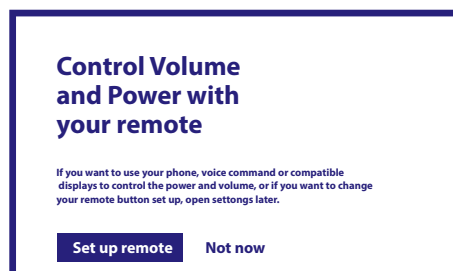 Control Volume
and Power with
your remote
If you want to use your phone, voice command or compatible
displays to control the power and volume, or if you want to change
your remote button set up, open settongs later.
Set up remote Not now